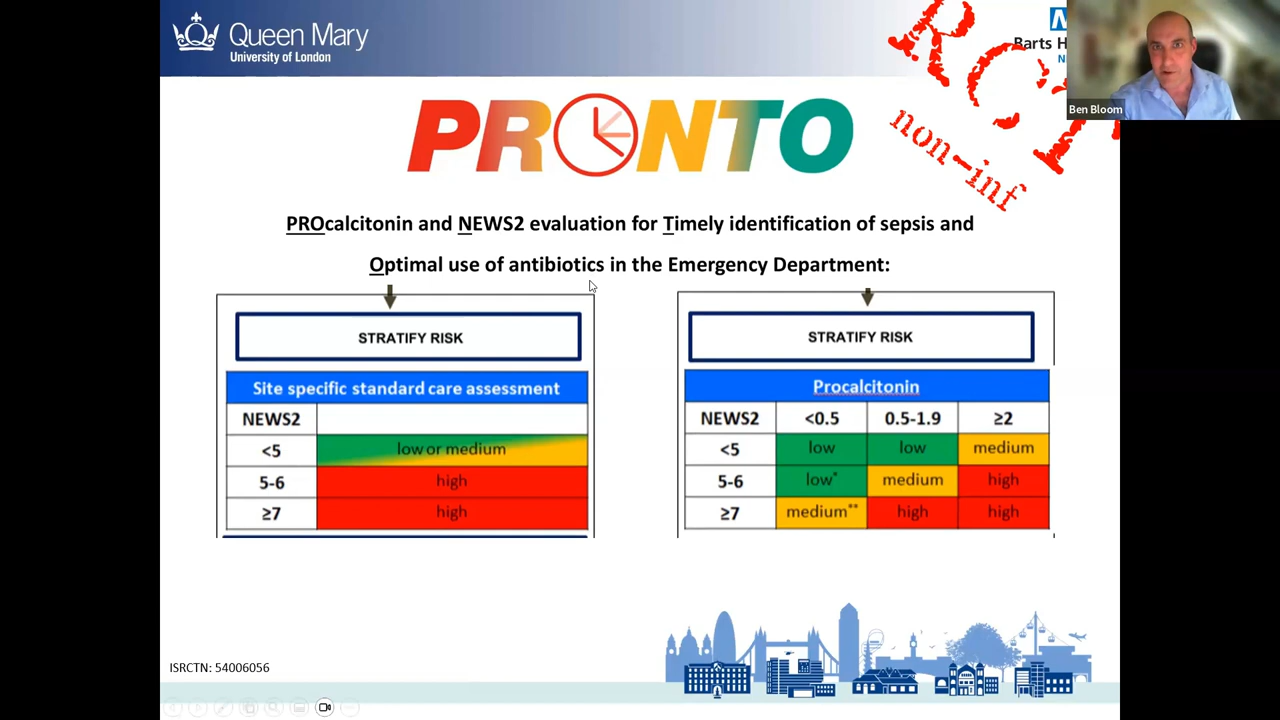 Queen Mary
University of London
RCT
non-inf
Barts H
N
Ben Bloom
PRONTO
PROcalcitonin and NEWS2 evaluation for Timely identification of sepsis and
Optimal use of antibiotics in the Emergency Department:
STRATIFY RISK
Site specific standard care assessment
NEWS2
<5 low or medium
5-6 high
≥7 high
STRATIFY RISK
Procalcitonin
NEWS2 <0.5 0.5-1.9 ≥2
<5 low low medium
5-6 low* medium high
≥7 medium** high high
ISRCTN: 54006056